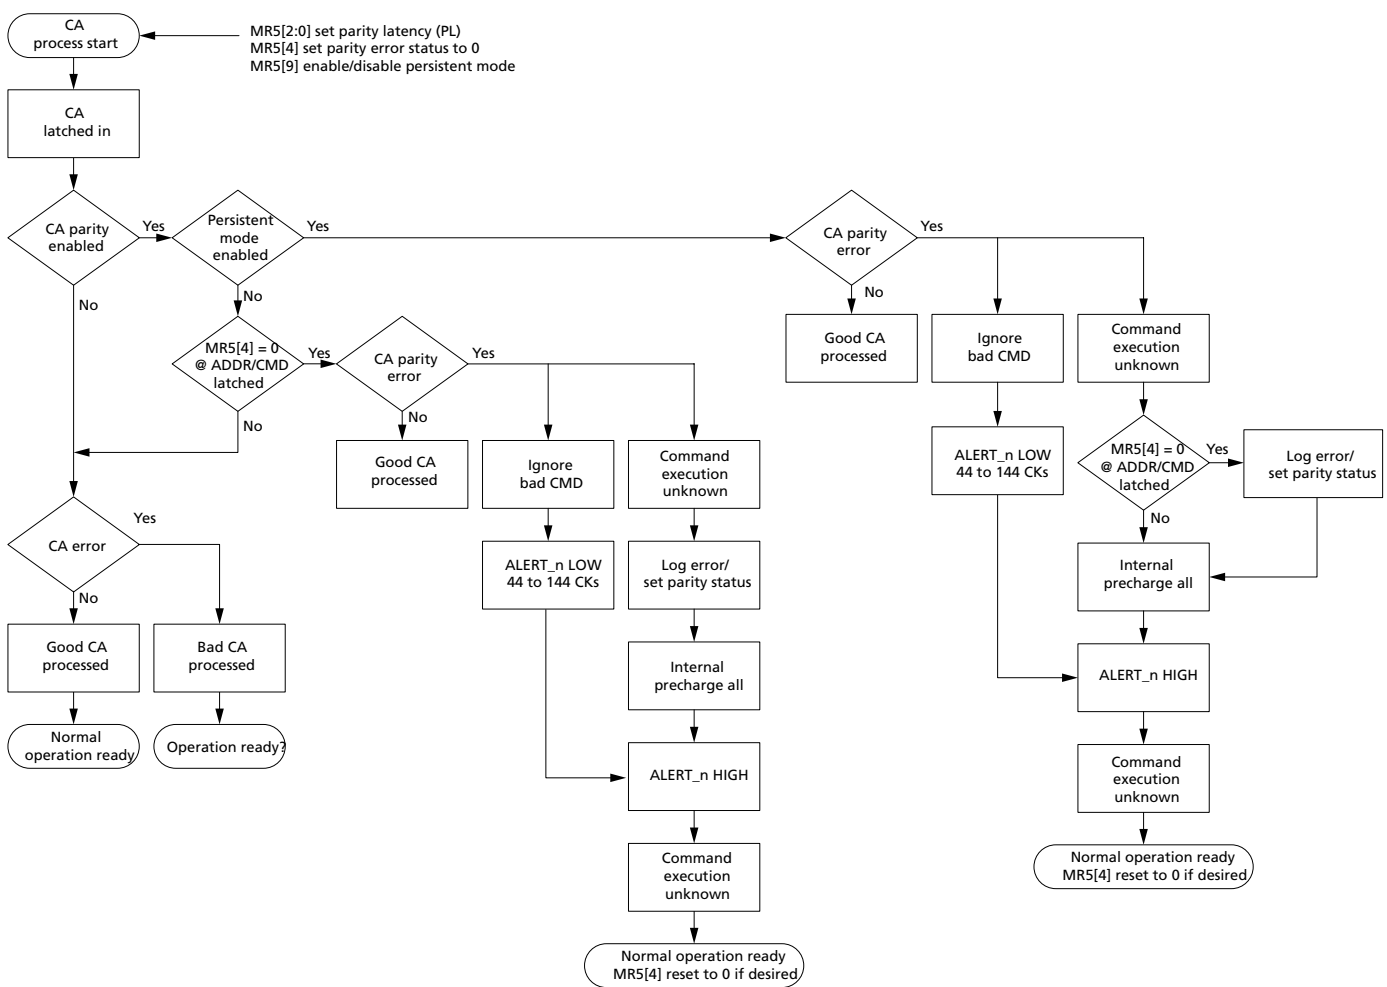 CA
process start
MR5[2:0] set parity latency (PL)
MR5[4] set parity error status to 0
MR5[9] enable/disable persistent mode
CA
latched in
CA parity
enabled
Yes
No
Persistent
mode
enabled
Yes
No
CA parity
error
Yes
No
Good CA
processed
Ignore
bad CMD
Command
execution
unknown
MR5[4] = 0
@ ADDR/CMD
latched
Yes
No
CA parity
error
Yes
No
Good CA
processed
Ignore
bad CMD
Command
execution
unknown
ALERT_n LOW
44 to 144 CKs
MR5[4] = 0
@ ADDR/CMD
latched
Yes
No
Log error/
set parity status
CA error
Yes
No
ALERT_n LOW
44 to 144 CKs
Log error/
set parity status
Internal
precharge all
Good CA
processed
Bad CA
processed
Internal
precharge all
ALERT_n HIGH
Normal
operation ready
Operation ready?
ALERT_n HIGH
Command
execution
unknown
Command
execution
unknown
Normal operation ready
MR5[4] reset to 0 if desired
Normal operation ready
MR5[4] reset to 0 if desired